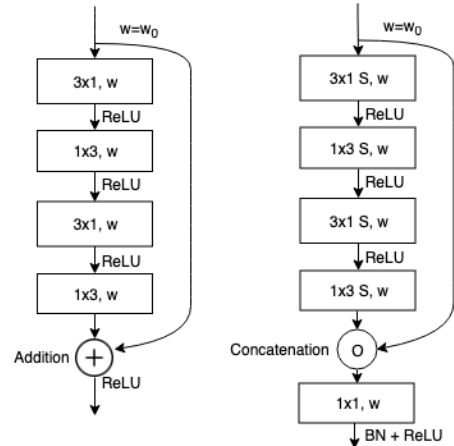 w=w0
3x1, w
ReLU
1x3, w
ReLU
3x1, w
ReLU
1x3, w
Addition
+
ReLU
w=w0
3x1 S, w
ReLU
1x3 S, w
ReLU
3x1 S, w
ReLU
1x3 S, w
Concatenation
O
1x1, w
BN + ReLU